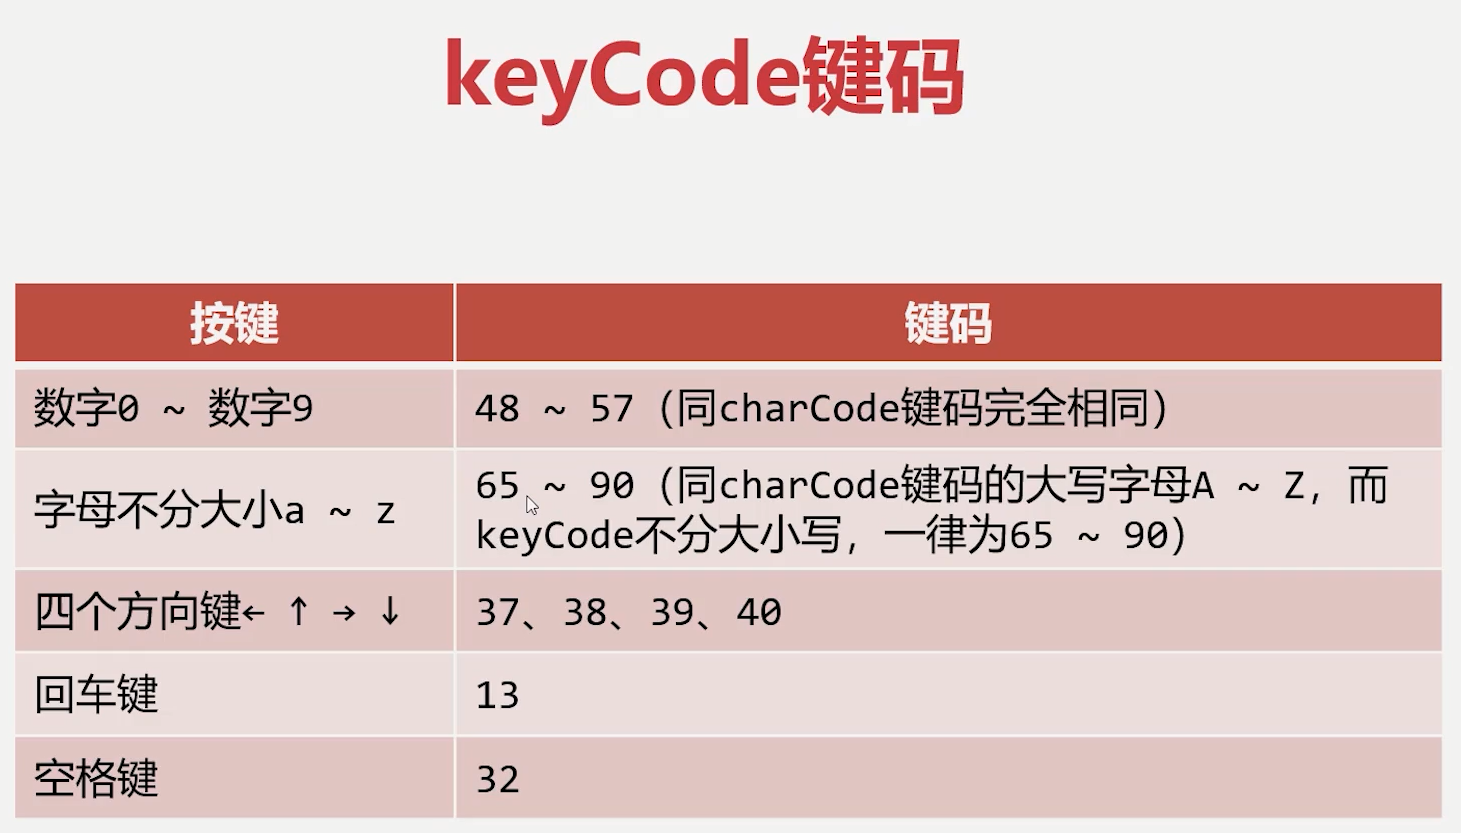 keyCode键码
按键
键码
数字0 ~ 数字9
48 ~ 57（同charCode键码完全相同）
字母不分大小a ~ z
65 ~ 90（同charCode键码的大写字母A ~ Z，而
keyCode不分大小写，一律为65 ~ 90）
四个方向键← ↑ → ↓
37、38、39、40
回车键
13
空格键
32